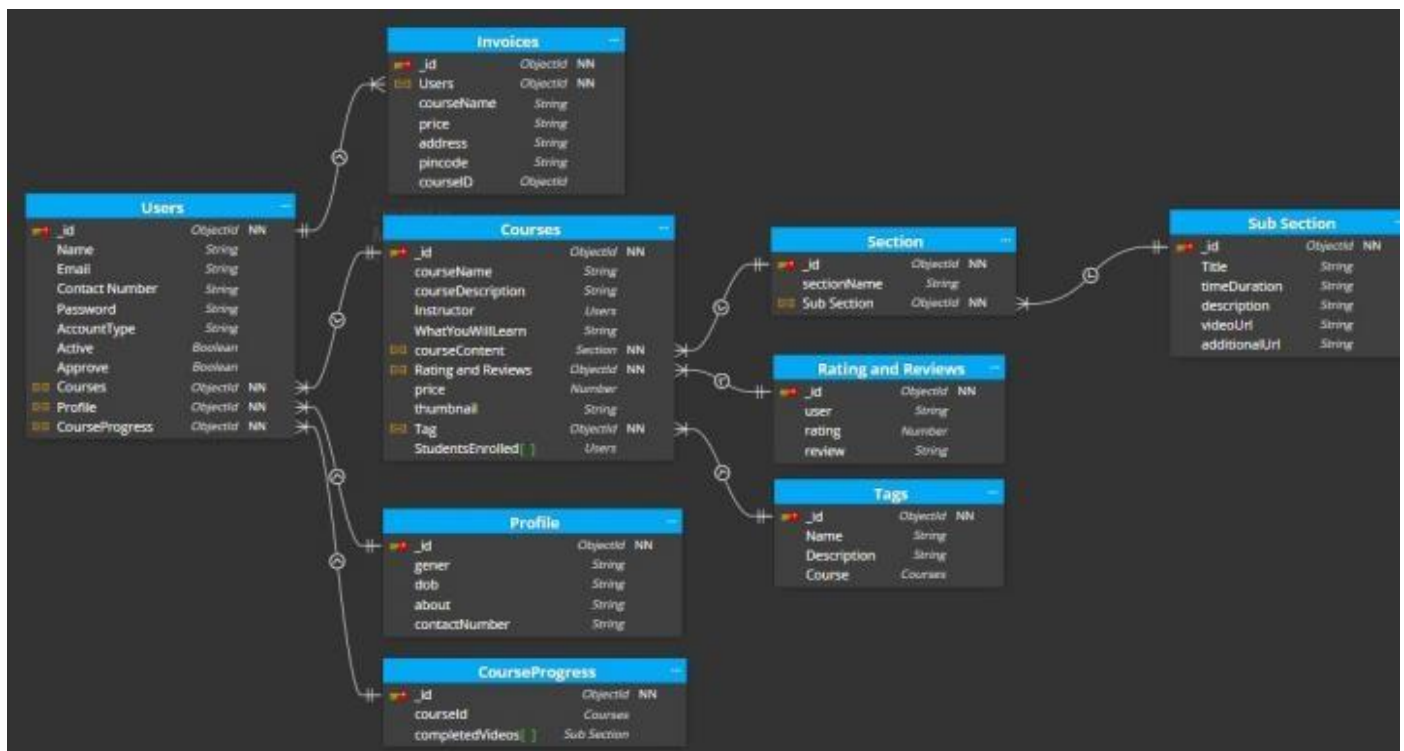 Invoices
_id ObjectId NN
Users ObjectId NN
courseName String
price String
address String
pincode String
courseID ObjectId
Users
_id ObjectId NN
Name String
Email String
Contact Number String
Password String
AccountType String
Active Boolean
Approve Boolean
Courses ObjectId NN
Profile ObjectId NN
CourseProgress ObjectId NN
Courses
_id ObjectId NN
courseName String
courseDescription String
Instructor Users
WhatYouWillLearn String
courseContent Section NN
Rating and Reviews ObjectId NN
price Number
thumbnail String
Tag ObjectId NN
StudentsEnrolled[ ] Users
Section
_id ObjectId NN
sectionName String
Sub Section ObjectId NN
Sub Section
_id ObjectId NN
Title String
timeDuration String
description String
videoUrl String
additionalUrl String
Rating and Reviews
_id ObjectId NN
user String
rating Number
review String
Tags
_id ObjectId NN
Name String
Description String
Course Courses
Profile
_id ObjectId NN
gener String
dob String
about String
contactNumber String
CourseProgress
_id ObjectId NN
courseId Courses
completedVideos[ ] Sub Section